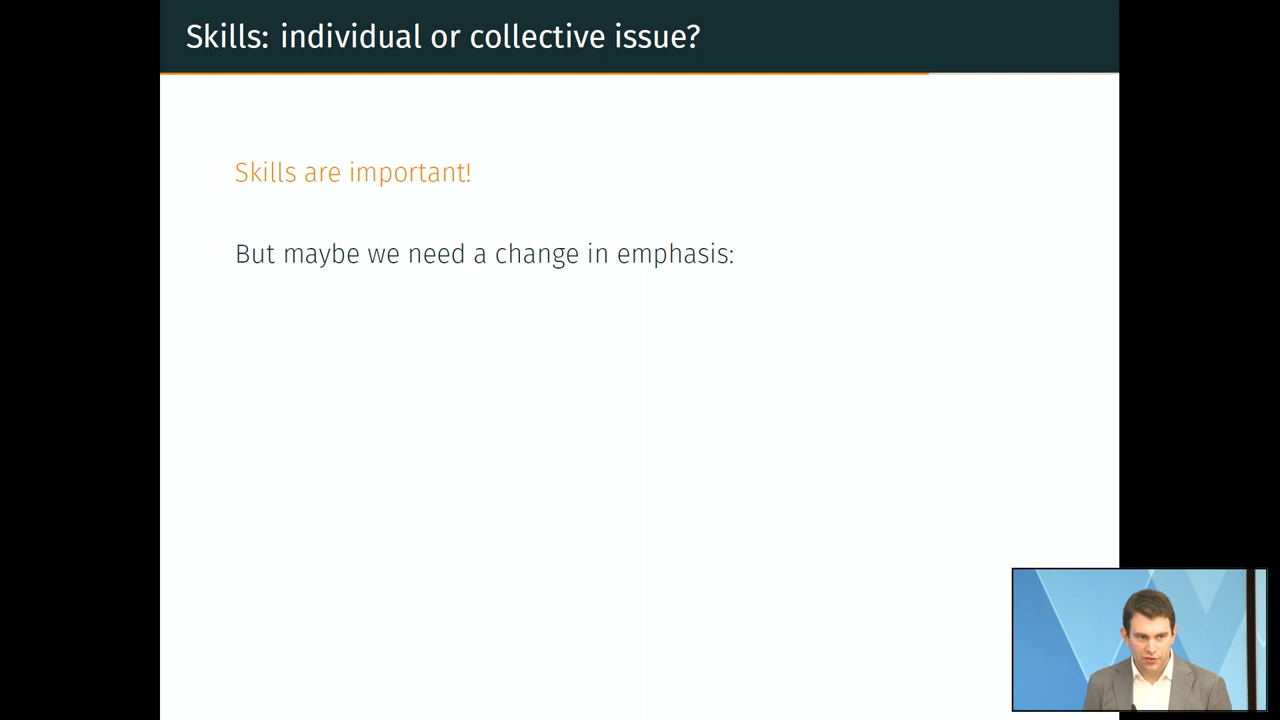 Skills: individual or collective issue?
Skills are important!
But maybe we need a change in emphasis: